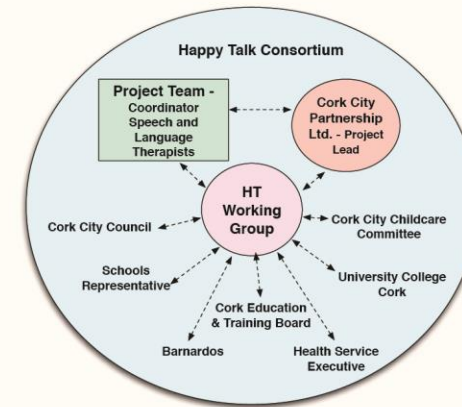 Happy Talk Consortium
Project Team -
Coordinator
Speech and
Language
Therapists
Cork City
Partnership
Ltd. - Project
Lead
HT
Working
Group
Cork City Council
Cork City Childcare
Committee
Schools
Representative
University College
Cork
Cork Education
& Training Board
Barnardos
Health Service
Executive